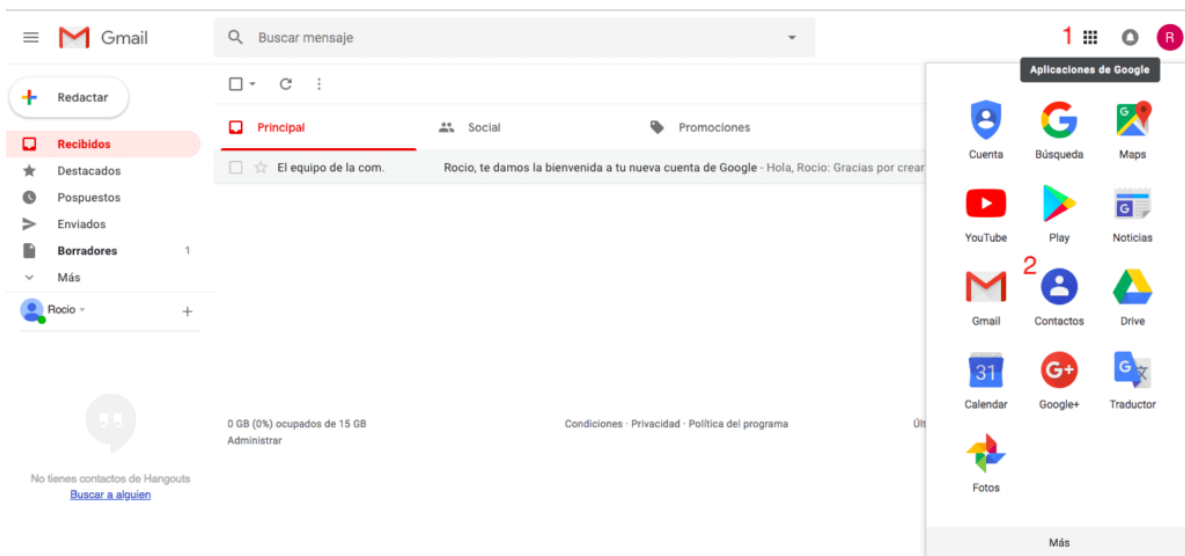 Gmail
Buscar mensaje
1
R
Aplicaciones de Google
Redactar
Recibidos
Destacados
Pospuestos
Enviados
Borradores 1
Más
Rocio
No tienes contactos de Hangouts
Buscar a alguien
Principal
Social
Promociones
El equipo de la com. Rocio, te damos la bienvenida a tu nueva cuenta de Google - Hola, Rocio: Gracias por crear
0 GB (0%) ocupados de 15 GB
Administrar
Condiciones · Privacidad · Política del programa
Últ
G
G
Cuenta Búsqueda Maps
G
YouTube Play Noticias
2
Gmail Contactos Drive
31 G+ G 文
Calendar Google+ Traductor
Fotos
Más